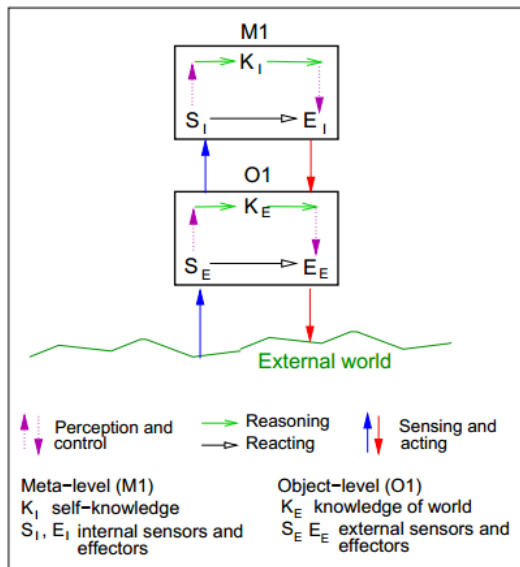 M1
K I
S I E I
O1
K E
S E E E
External world
Perception and control
Reasoning
Reacting
Sensing and acting
Meta-level (M1)
K I self-knowledge
S I, E I internal sensors and effectors
Object-level (O1)
K E knowledge of world
S E E E external sensors and effectors